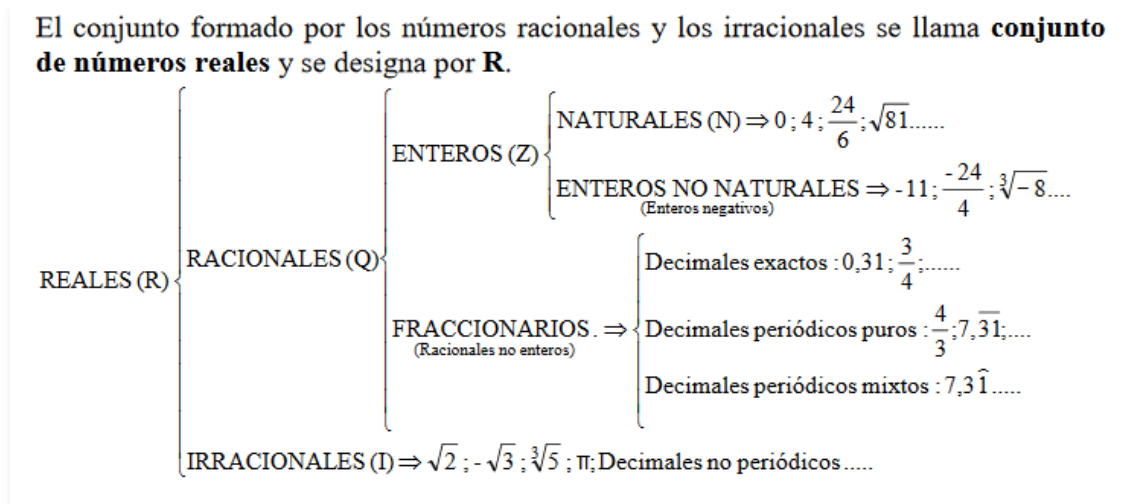 El conjunto formado por los números racionales y los irracionales se llama conjunto
de números reales y se designa por R.
NATURALES (N) ⇒ 0 ; 4 ; 24/6 ; √81......
ENTEROS (Z)
ENTEROS NO NATURALES ⇒ -11; -24/4 ; ∛-8....
(Enteros negativos)
RACIONALES (Q)
Decimales exactos : 0,31 ; 3/4 ;......
REALES (R)
FRACCIONARIOS. ⇒ Decimales periódicos puros : 4/3 ;7,3̅1̅;....
(Racionales no enteros)
Decimales periódicos mixtos : 7,31̂.....
IRRACIONALES (I) ⇒ √2 ; -√3 ; ∛5 ; π; Decimales no periódicos.....